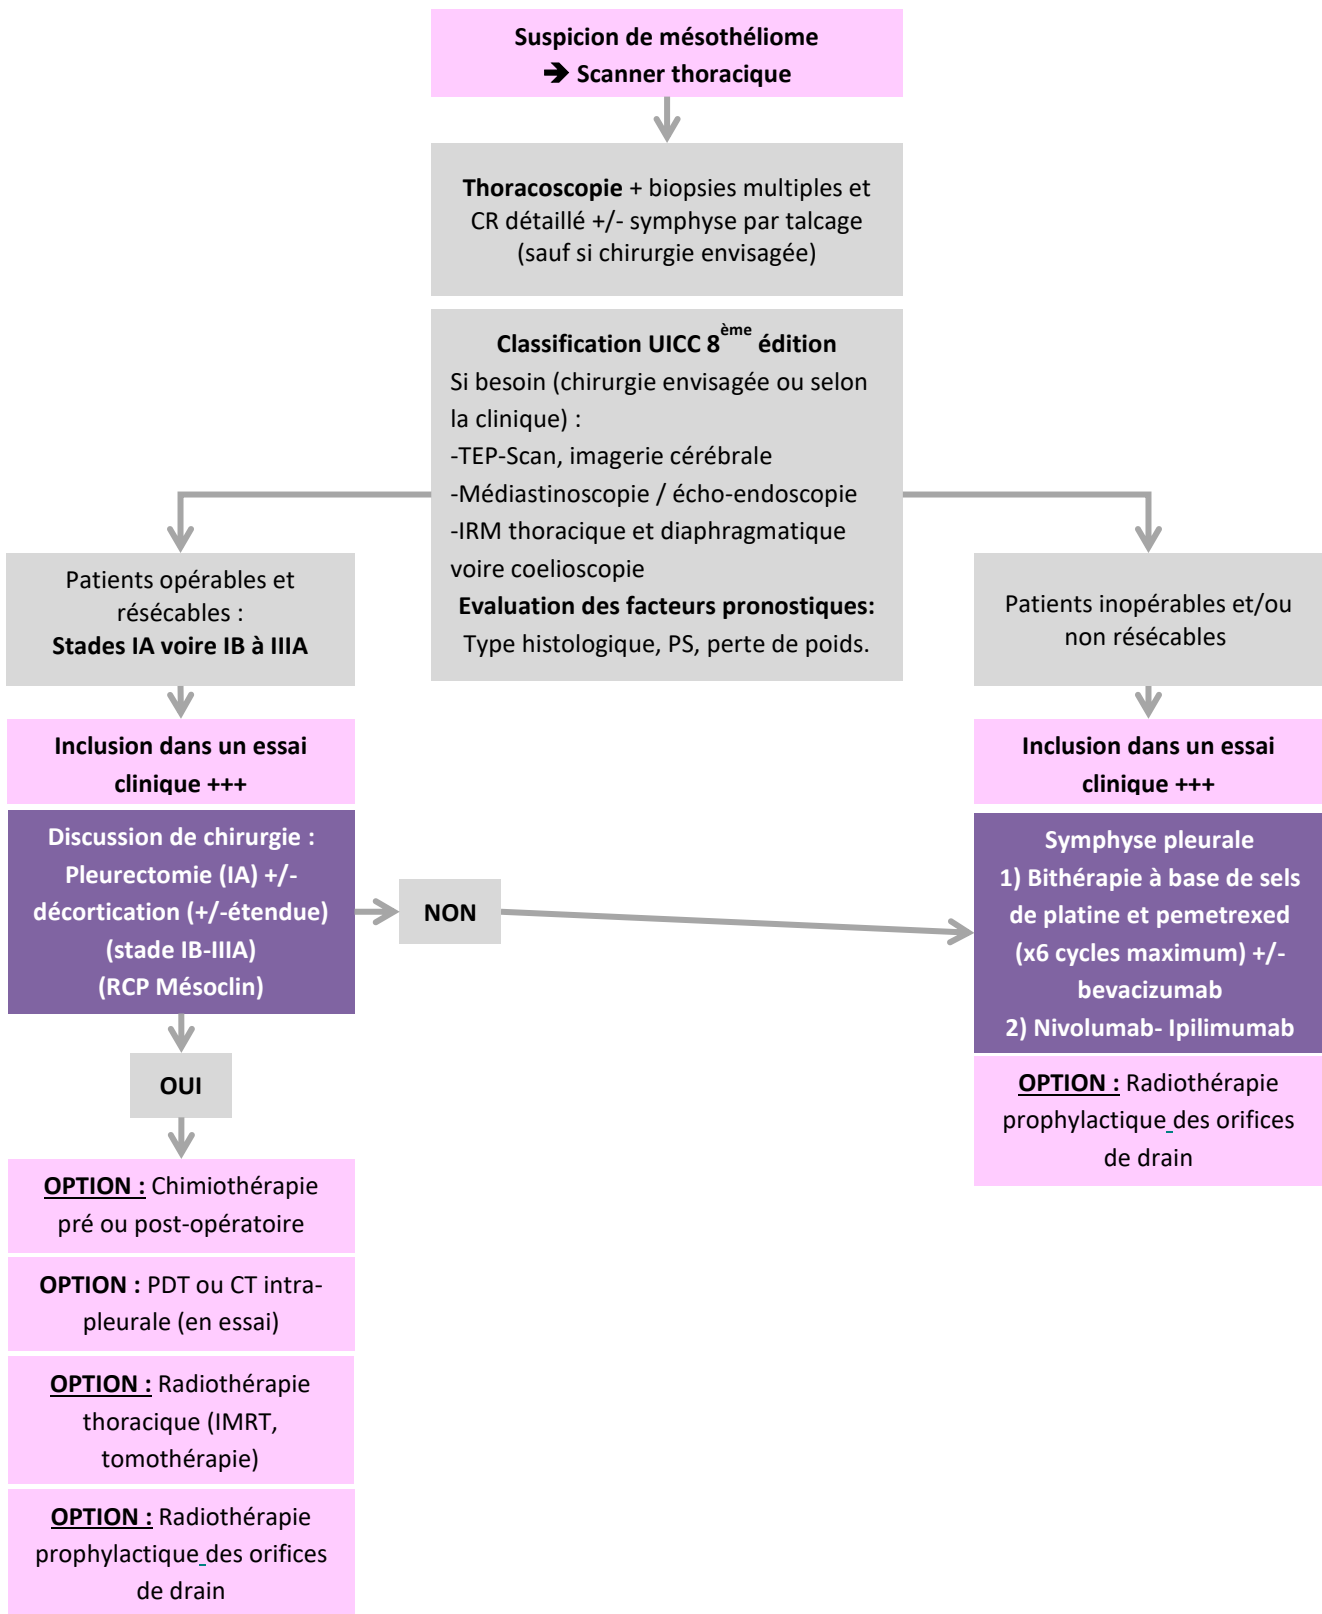 Suspicion de mésothéliome
➔ Scanner thoracique
Thoracoscopie + biopsies multiples et
CR détaillé +/- symphyse par talcage
(sauf si chirurgie envisagée)
Classification UICC 8ème édition
Si besoin (chirurgie envisagée ou selon
la clinique) :
-TEP-Scan, imagerie cérébrale
-Médiastinoscopie / écho-endoscopie
-IRM thoracique et diaphragmatique
voire coelioscopie
Evaluation des facteurs pronostiques:
Type histologique, PS, perte de poids.
Patients opérables et
résécables :
Stades IA voire IB à IIIA
Inclusion dans un essai
clinique +++
Discussion de chirurgie :
Pleurectomie (IA) +/-
décortication (+/-étendue)
(stade IB-IIIA)
(RCP Mésoclin)
NON
OUI
OPTION : Chimiothérapie
pré ou post-opératoire
OPTION : PDT ou CT intra-
pleurale (en essai)
OPTION : Radiothérapie
thoracique (IMRT,
tomothérapie)
OPTION : Radiothérapie
prophylactique des orifices
de drain
Patients inopérables et/ou
non résécables
Inclusion dans un essai
clinique +++
Symphyse pleurale
1) Bithérapie à base de sels
de platine et pemetrexed
(x6 cycles maximum) +/-
bevacizumab
2) Nivolumab- Ipilimumab
OPTION : Radiothérapie
prophylactique des orifices
de drain